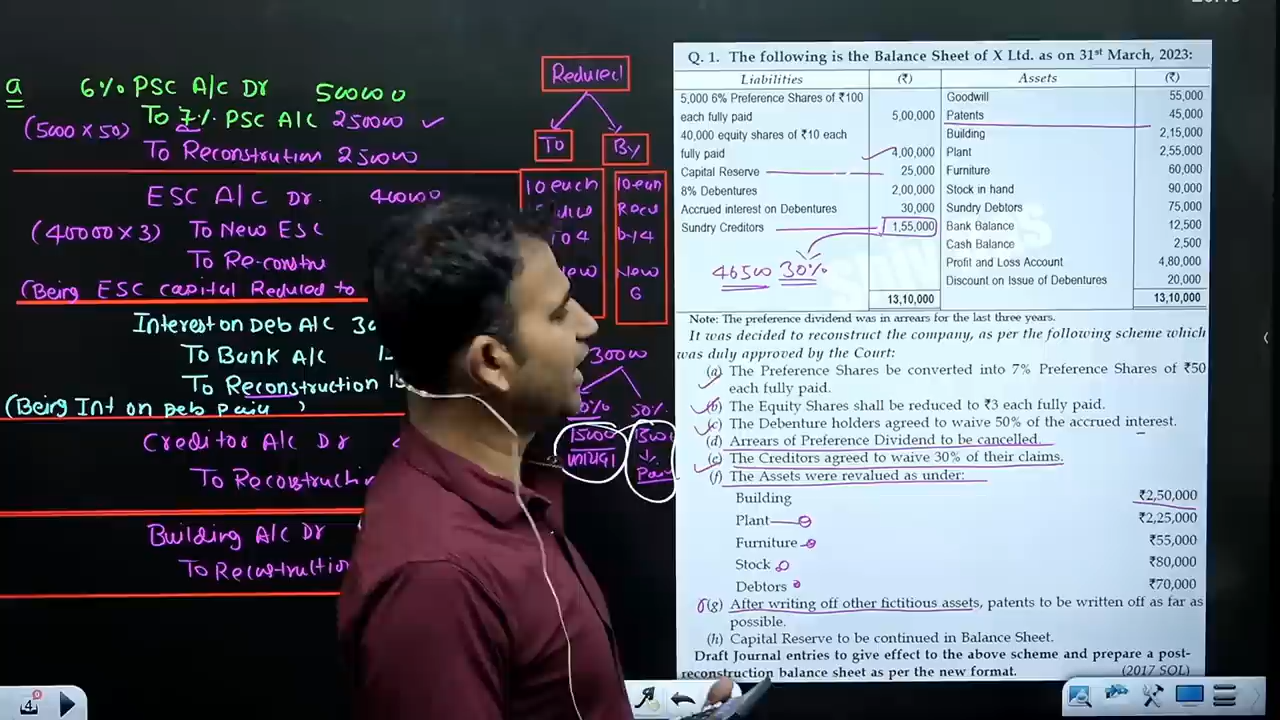 a
6% PSC A/c Dr 500000
To 7% PSC A/C 250000
(5000 x 50)
To Reconstrution 250000
ESC A/C Dr. 40000
(40000 x 3) To New ESC
To Re-constru
(Being ESC capital Reduced to
Interest on Deb A/C
To Bank A/C
To Reconstruction
(Being Int on Deb paid )
Creditor A/C Dr
To Reconstructi
Building A/C Dr
To Reconstructio
Reduced
To By
10 each 10 each
To 4 by 4
New New
6
30000
50%
15000
Paid
Q. 1. The following is the Balance Sheet of X Ltd. as on 31st March, 2023:
Liabilities (₹) Assets (₹)
5,000 6% Preference Shares of ₹100 Goodwill 55,000
each fully paid 5,00,000 Patents 45,000
40,000 equity shares of ₹10 each Building 2,15,000
fully paid 4,00,000 Plant 2,55,000
Capital Reserve 25,000 Furniture 60,000
8% Debentures 2,00,000 Stock in hand 90,000
Accrued interest on Debentures 30,000 Sundry Debtors 75,000
Sundry Creditors 1,55,000 Bank Balance 12,500
Cash Balance 2,500
46500 30% Profit and Loss Account 4,80,000
Discount on Issue of Debentures 20,000
13,10,000 13,10,000
Note: The preference dividend was in arrears for the last three years.
It was decided to reconstruct the company, as per the following scheme which
was duly approved by the Court:
(a) The Preference Shares be converted into 7% Preference Shares of ₹50
each fully paid.
(b) The Equity Shares shall be reduced to ₹3 each fully paid.
(c) The Debenture holders agreed to waive 50% of the accrued interest.
(d) Arrears of Preference Dividend to be cancelled.
(e) The Creditors agreed to waive 30% of their claims.
(f) The Assets were revalued as under:
Building ₹2,50,000
Plant ₹2,25,000
Furniture ₹55,000
Stock ₹80,000
Debtors ₹70,000
(g) After writing off other fictitious assets, patents to be written off as far as
possible.
(h) Capital Reserve to be continued in Balance Sheet.
Draft Journal entries to give effect to the above scheme and prepare a post-
reconstruction balance sheet as per the new format. (2017 SOL)
4